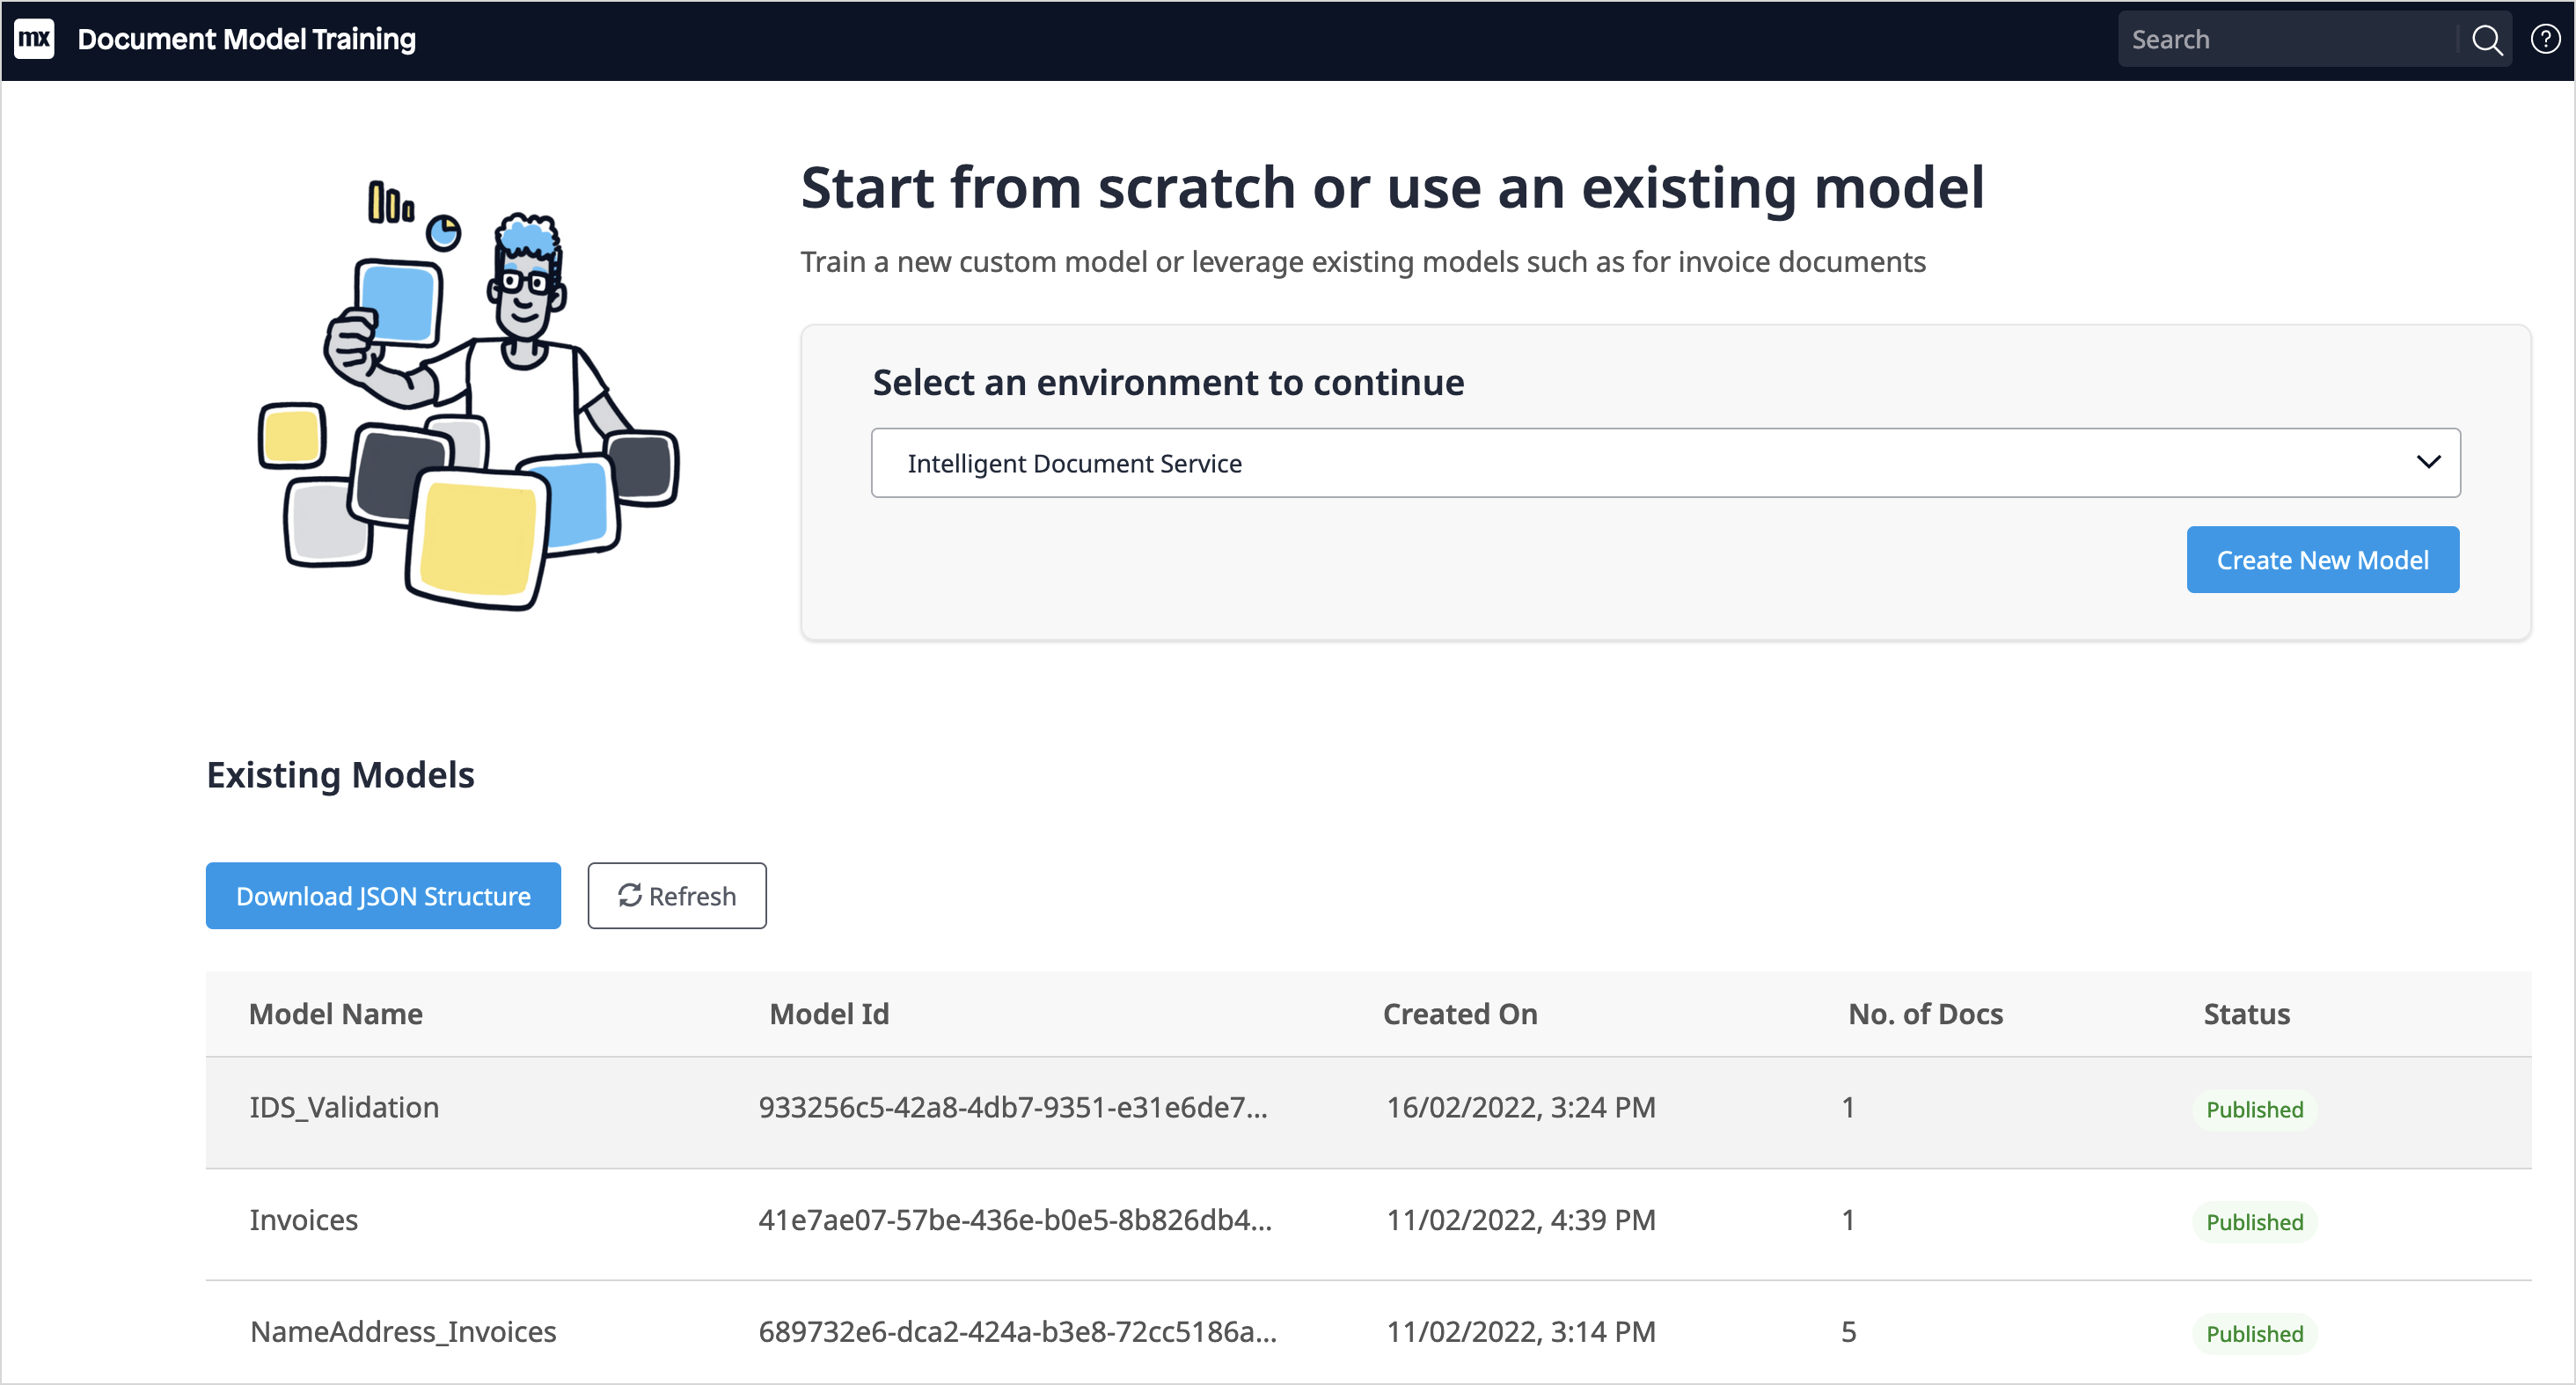 mx Document Model Training Search ?
Start from scratch or use an existing model
Train a new custom model or leverage existing models such as for invoice documents
Select an environment to continue
Intelligent Document Service
Create New Model
Existing Models
Download JSON Structure Refresh
Model Name Model Id Created On No. of Docs Status
IDS_Validation 933256c5-42a8-4db7-9351-e31e6de7... 16/02/2022, 3:24 PM 1 Published
Invoices 41e7ae07-57be-436e-b0e5-8b826db4... 11/02/2022, 4:39 PM 1 Published
NameAddress_Invoices 689732e6-dca2-424a-b3e8-72cc5186a... 11/02/2022, 3:14 PM 5 Published